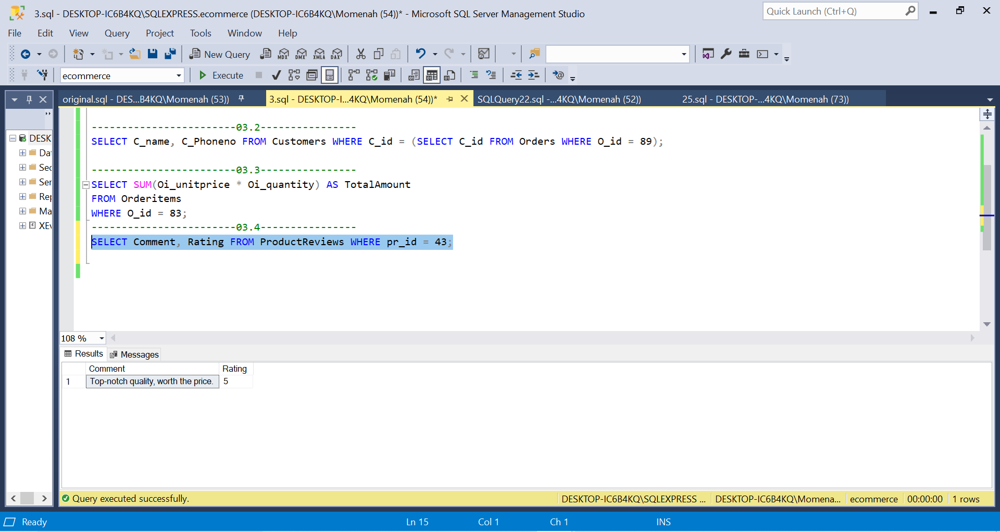 3.sql - DESKTOP-IC6B4KQ\SQLEXPRESS.ecommerce (DESKTOP-IC6B4KQ\Momenah (54))* - Microsoft SQL Server Management Studio
Quick Launch (Ctrl+Q)
File Edit View Query Project Tools Window Help
New Query MDX DMX XMLA DAX
ecommerce Execute
original.sql - DES...B4KQ\Momenah (53)) 3.sql - DESKTOP-I...4KQ\Momenah (54))* SQLQuery22.sql -...4KQ\Momenah (52)) 25.sql - DESKTOP-...4KQ\Momenah (73))
DESK
Dat
Sec
Ser
Rep
Ma
XEv
------------------------03.2----------------
SELECT C_name, C_Phoneno FROM Customers WHERE C_id = (SELECT C_id FROM Orders WHERE O_id = 89);
------------------------03.3----------------
SELECT SUM(Oi_unitprice * Oi_quantity) AS TotalAmount
FROM Orderitems
WHERE O_id = 83;
------------------------03.4----------------
SELECT Comment, Rating FROM ProductReviews WHERE pr_id = 43;
108 %
Results Messages
Comment Rating
1 Top-notch quality, worth the price. 5
Query executed successfully. DESKTOP-IC6B4KQ\SQLEXPRESS ... DESKTOP-IC6B4KQ\Momena... ecommerce 00:00:00 1 rows
Ready Ln 15 Col 1 Ch 1 INS